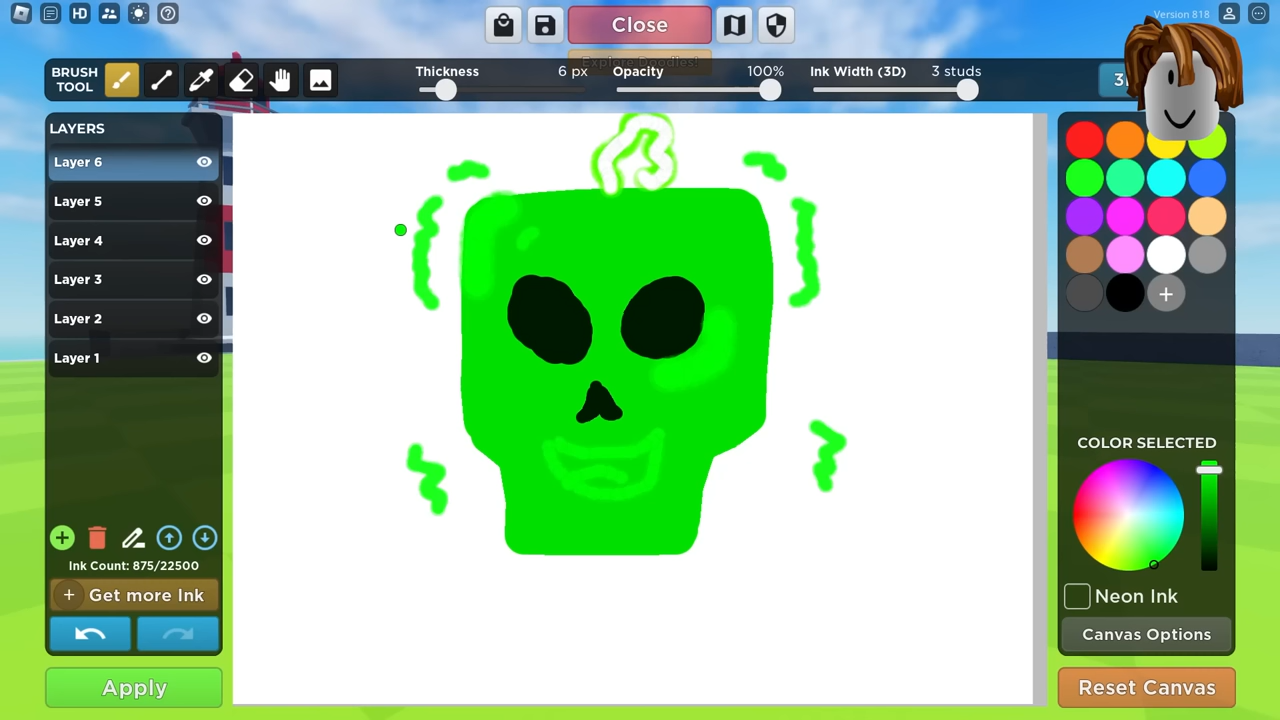 HD
Close
Version 818
Explore Doodles!
BRUSH
TOOL
Thickness 6 px
Opacity 100%
Ink Width (3D) 3 studs
LAYERS
Layer 6
Layer 5
Layer 4
Layer 3
Layer 2
Layer 1
Ink Count: 875/22500
+ Get more Ink
Apply
COLOR SELECTED
Neon Ink
Canvas Options
Reset Canvas